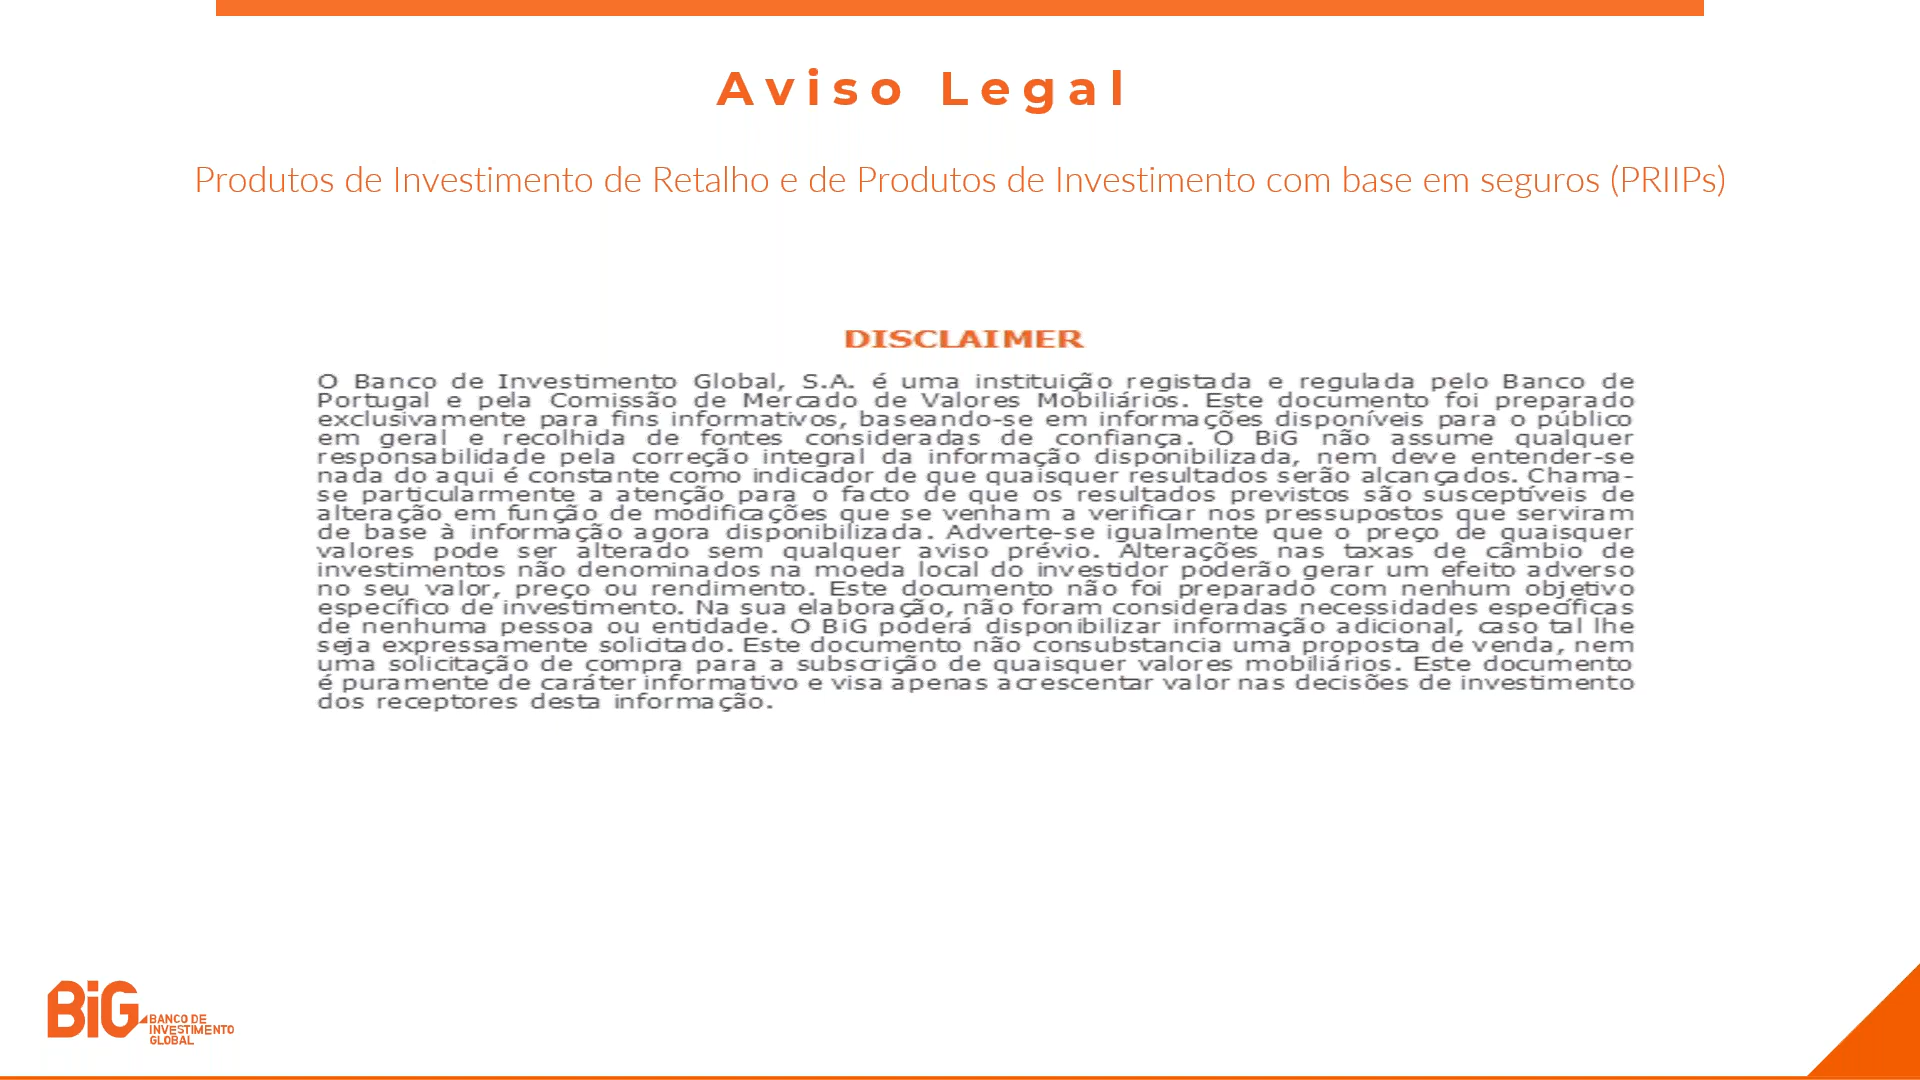 Aviso Legal
Produtos de Investimento de Retalho e de Produtos de Investimento com base em seguros (PRIIPs)
DISCLAIMER
O Banco de Investimento Global, S.A. é uma instituição registada e regulada pelo Banco de
Portugal e pela Comissão de Mercado de Valores Mobiliários. Este documento foi preparado
exclusivamente para fins informativos, baseando-se em informações disponíveis para o público
em geral e recolhida de fontes consideradas de confiança. O BiG não assume qualquer
responsabilidade pela correção integral da informação disponibilizada, nem deve entender-se
nada do aqui é constante como indicador de que quaisquer resultados serão alcançados. Chama-
se particularmente a atenção para o facto de que os resultados previstos são susceptíveis de
alteração em função de modificações que se venham a verificar nos pressupostos que serviram
de base à informação agora disponibilizada. Adverte-se igualmente que o preço de quaisquer
valores pode ser alterado sem qualquer aviso prévio. Alterações nas taxas de câmbio de
investimentos não denominados na moeda local do investidor poderão gerar um efeito adverso
no seu valor, preço ou rendimento. Este documento não foi preparado com nenhum objetivo
específico de investimento. Na sua elaboração, não foram consideradas necessidades específicas
de nenhuma pessoa ou entidade. O BiG poderá disponibilizar informação adicional, caso tal lhe
seja expressamente solicitado. Este documento não consubstancia uma proposta de venda, nem
uma solicitação de compra para a subscrição de quaisquer valores mobiliários. Este documento
é puramente de caráter informativo e visa apenas acrescentar valor nas decisões de investimento
dos receptores desta informação.
BiG
BANCO DE
INVESTIMENTO
GLOBAL